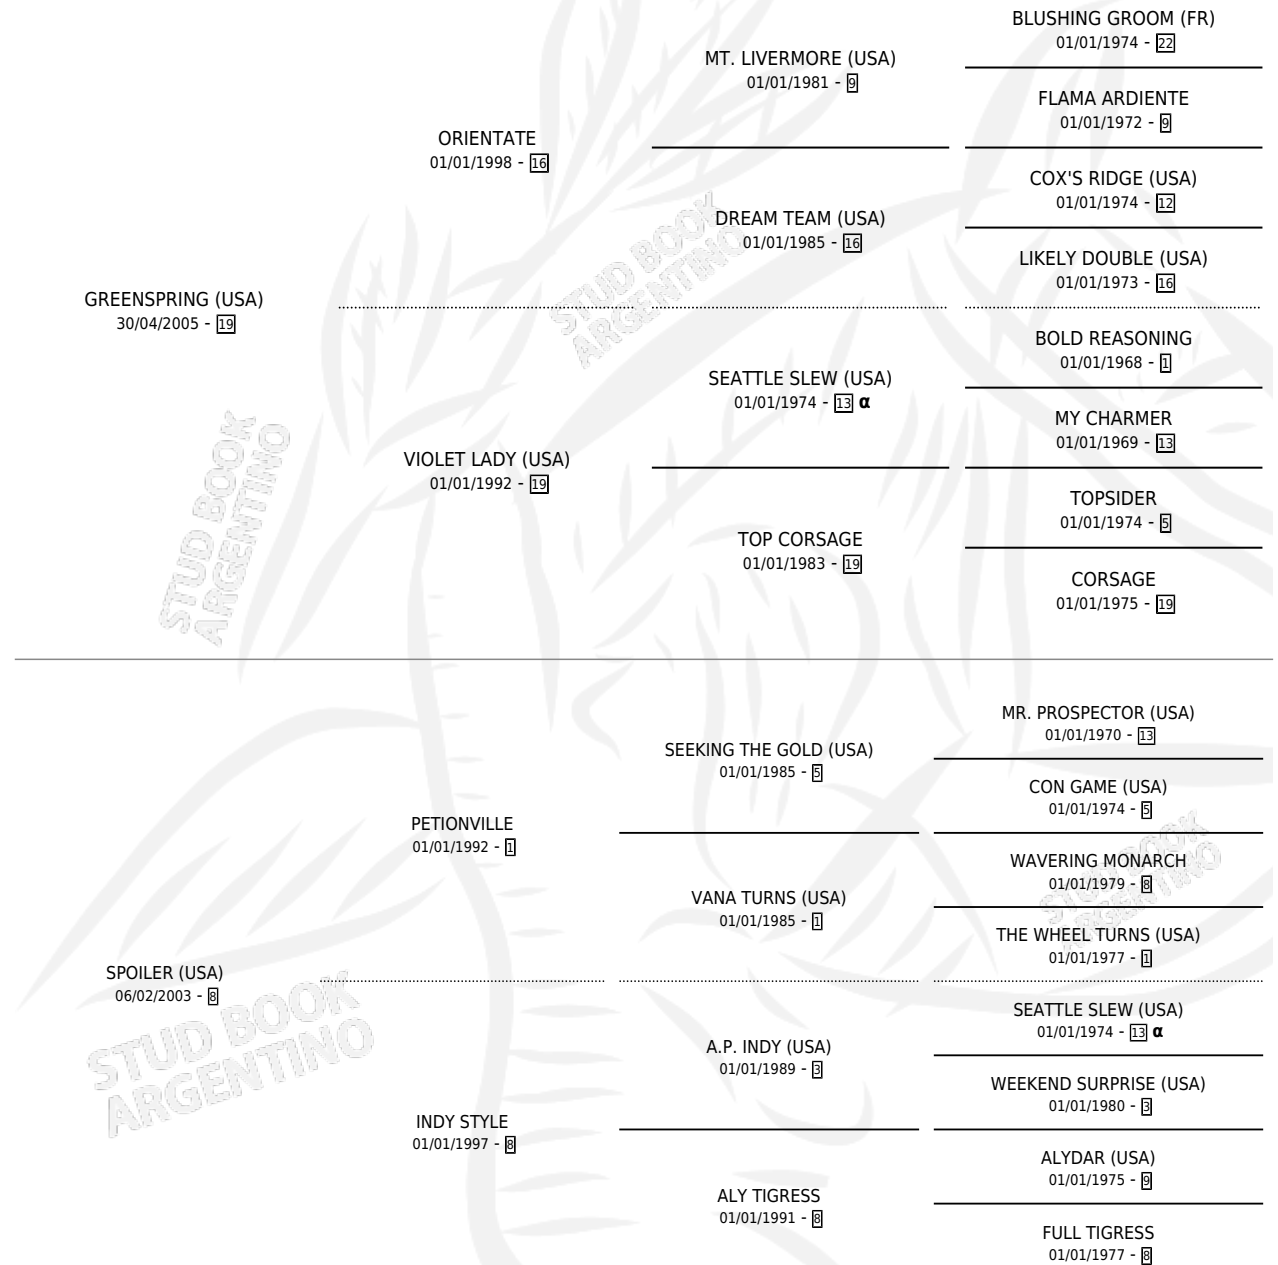 BLUSHING GROOM (FR)
01/01/1974 - 22
MT. LIVERMORE (USA)
01/01/1981 - 9
FLAMA ARDIENTE
01/01/1972 - 9
ORIENTATE
01/01/1998 - 16
COX'S RIDGE (USA)
01/01/1974 - 12
DREAM TEAM (USA)
01/01/1985 - 16
LIKELY DOUBLE (USA)
01/01/1973 - 16
STUD BOOK
ARGENTINO
GREENSPRING (USA)
30/04/2005 - 19
BOLD REASONING
01/01/1968 - 1
SEATTLE SLEW (USA)
01/01/1974 - 13 α
MY CHARMER
01/01/1969 - 13
VIOLET LADY (USA)
01/01/1992 - 19
TOPSIDER
01/01/1974 - 5
TOP CORSAGE
01/01/1983 - 19
CORSAGE
01/01/1975 - 19
STUD BOOK
ARGENTINO
MR. PROSPECTOR (USA)
01/01/1970 - 13
SEEKING THE GOLD (USA)
01/01/1985 - 5
CON GAME (USA)
01/01/1974 - 5
PETIONVILLE
01/01/1992 - 1
WAVERING MONARCH
01/01/1979 - 8
VANA TURNS (USA)
01/01/1985 - 1
THE WHEEL TURNS (USA)
01/01/1977 - 1
STUD BOOK
ARGENTINO
SPOILER (USA)
06/02/2003 - 8
SEATTLE SLEW (USA)
01/01/1974 - 13 α
A.P. INDY (USA)
01/01/1989 - 3
WEEKEND SURPRISE (USA)
01/01/1980 - 3
INDY STYLE
01/01/1997 - 8
ALYDAR (USA)
01/01/1975 - 9
ALY TIGRESS
01/01/1991 - 8
FULL TIGRESS
01/01/1977 - 8
STUD BOOK
ARGENTINO